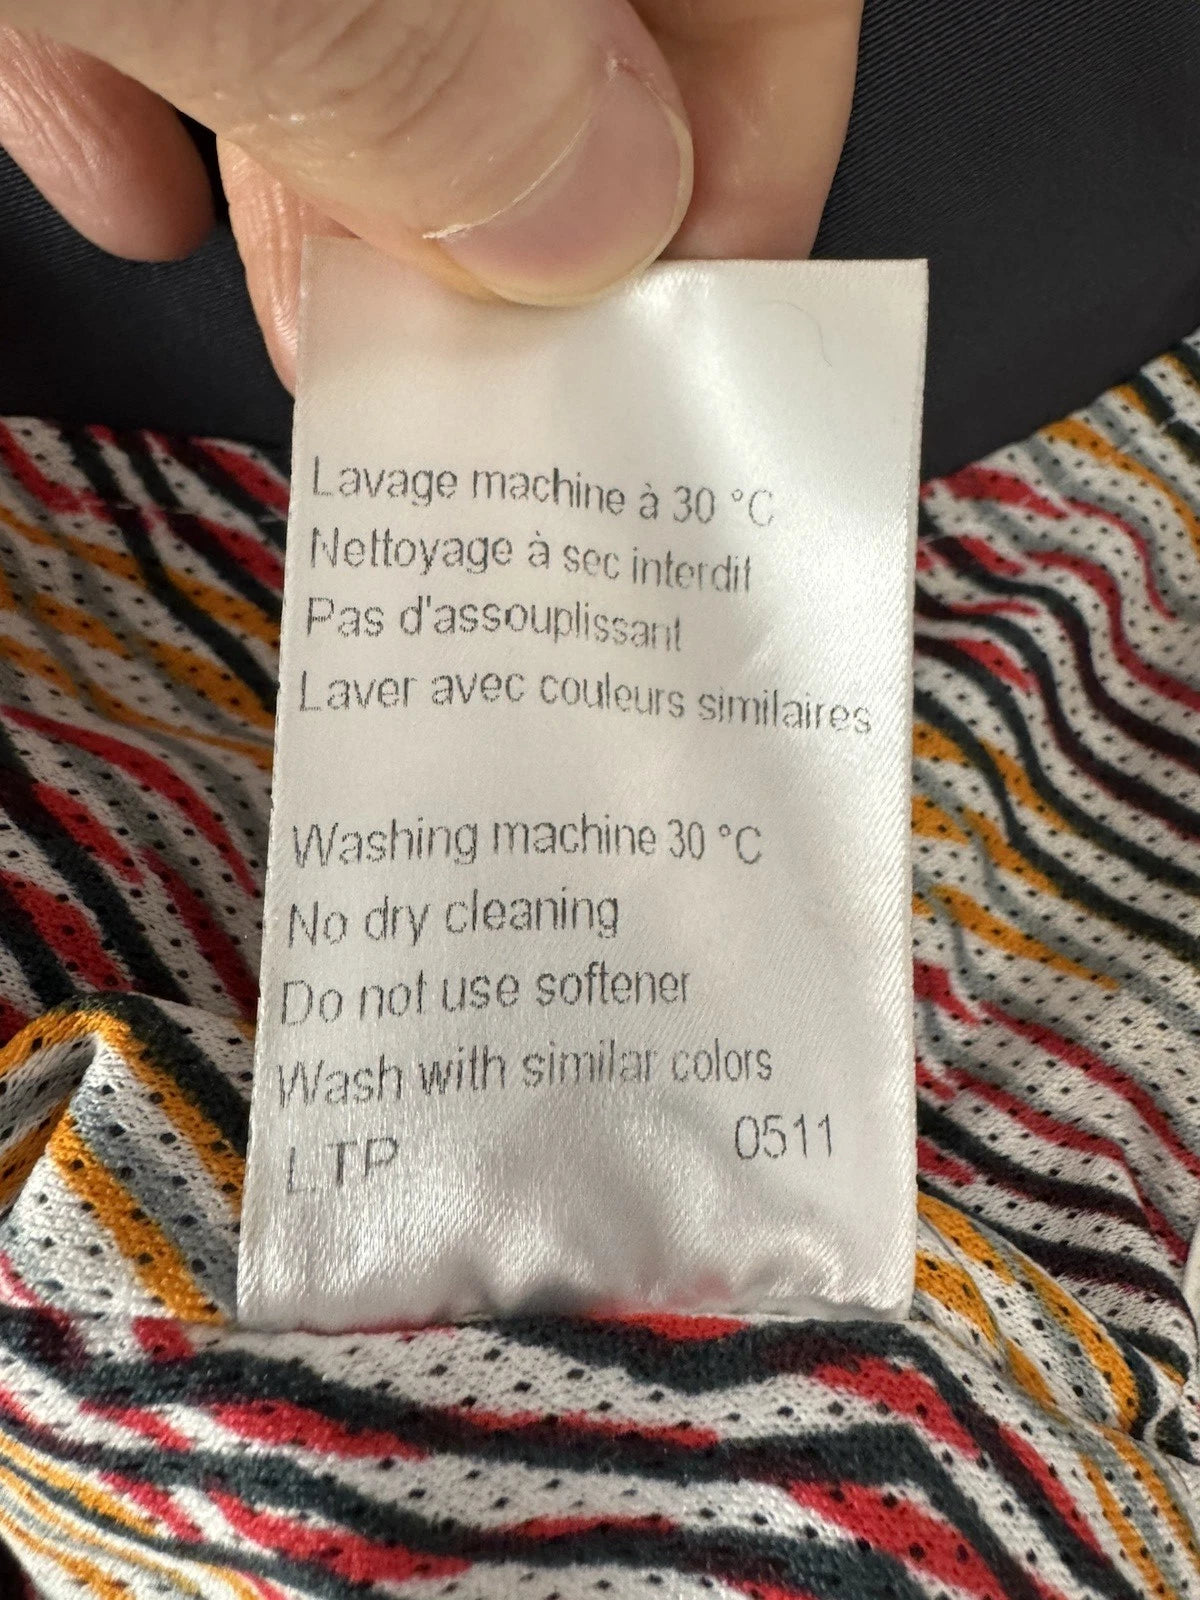 Lavage machine à 30 °C
Nettoyage à sec interdit
Pas d'assouplissant
Laver avec couleurs similaires
Washing machine 30 °C
No dry cleaning
Do not use softener
Wash with similar colors
L.TP 0511